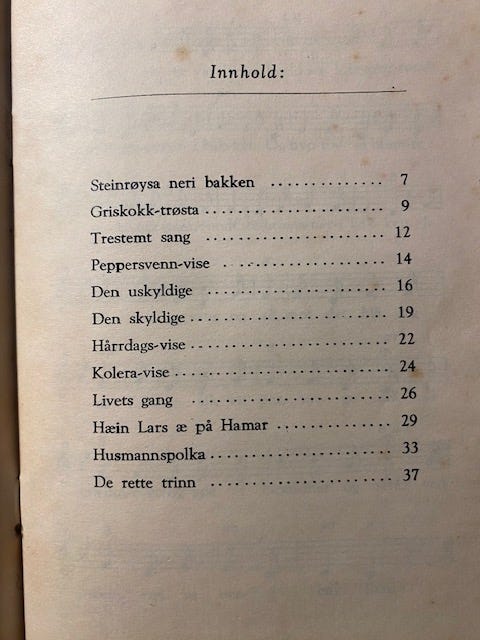 Innhold:
Steinrøysa neri bakken ............... 7
Griskokk-trøsta ........................ 9
Trestemt sang ........................ 12
Peppersvenn-vise ..................... 14
Den uskyldige ........................ 16
Den skyldige ......................... 19
Hårrdags-vise ......................... 22
Kolera-vise ........................... 24
Livets gang .......................... 26
Hæin Lars æ på Hamar .............. 29
Husmannspolka ....................... 33
De rette trinn ........................ 37